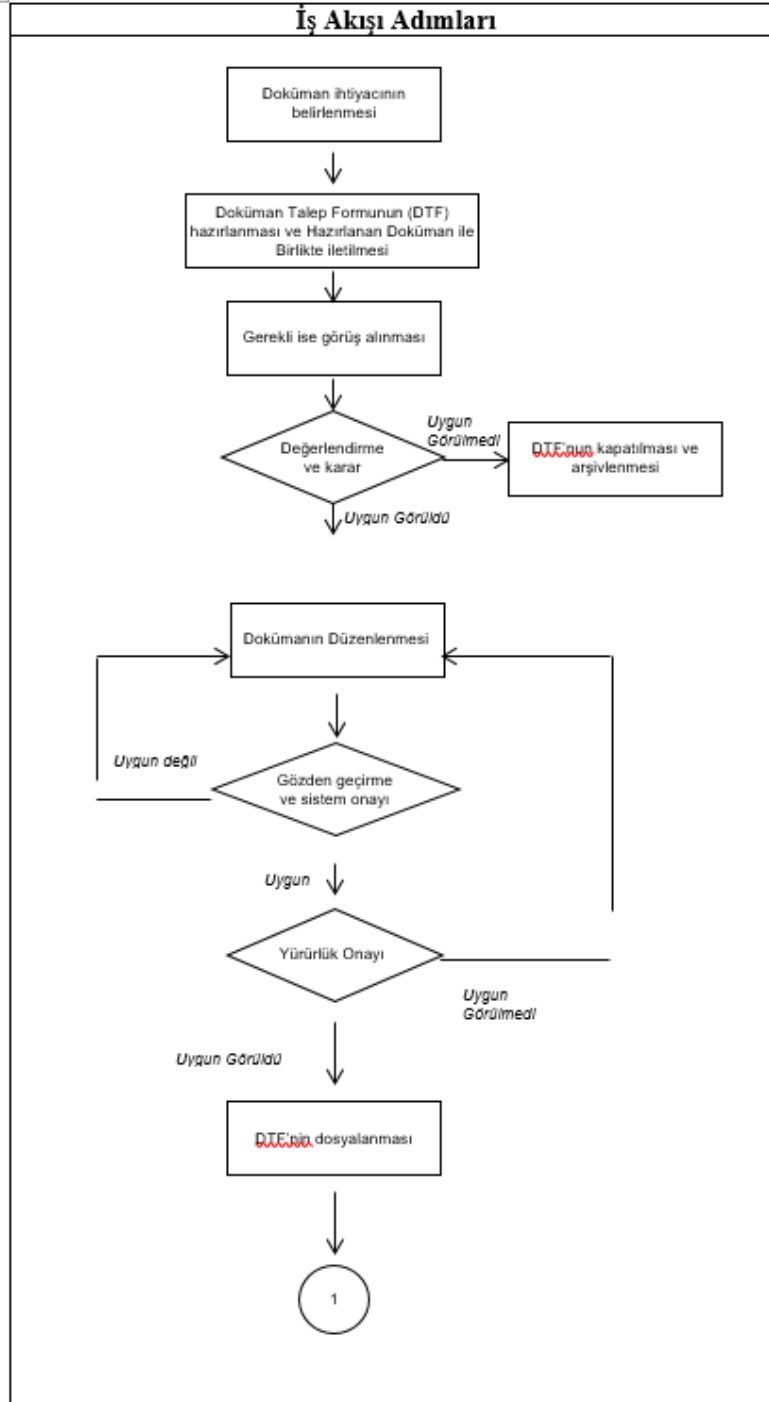 İş Akışı Adımları
Doküman ihtiyacının
belirlenmesi
Doküman Talep Formunun (DTF)
hazırlanması ve Hazırlanan Doküman ile
Birlikte iletilmesi
Gerekli ise görüş alınması
Değerlendirme
ve karar
Uygun
Görülmedi
DTF'nun kapatılması ve
arşivlenmesi
Uygun Görüldü
Dokümanın Düzenlenmesi
Uygun değil
Gözden geçirme
ve sistem onayı
Uygun
Yürürlük Onayı
Uygun
Görülmedi
Uygun Görüldü
DTF'nin dosyalanması
1